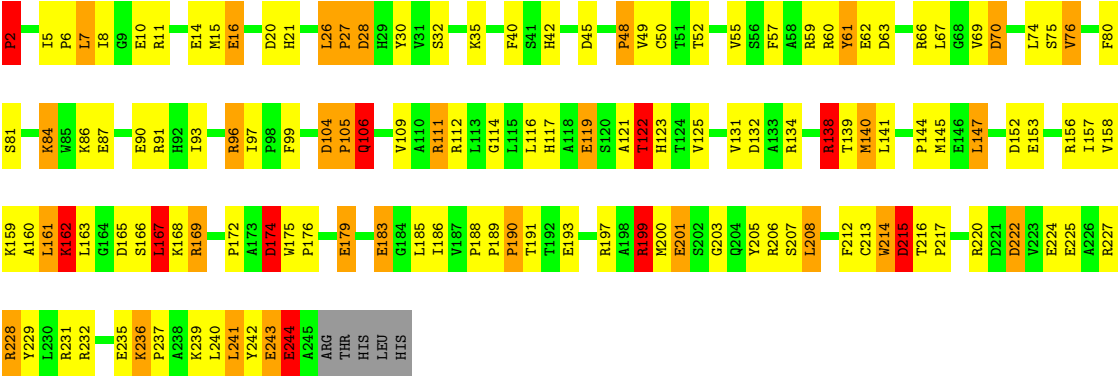 P2 I5 P6 L7 I8 G9 E10 R11 E14 M15 E16 D20 H21 L26 P27 D28 H29 Y30 V31 S32 K35 F40 S41 H42 D45 P48 V49 C50 T51 T52 V55 S56 F57 A58 R59 R60 Y61 E62 D63 R66 L67 G68 V69 D70 L74 S75 V76 F80
S81 K84 W85 K86 E87 E90 R91 H92 I93 R96 I97 P98 F99 D104 P105 Q106 V109 A110 R111 R112 L113 G114 L115 L116 H117 A118 E119 S120 A121 T122 H123 T124 V125 V131 D132 A133 R134 R138 T139 M140 L141 P144 M145 E146 L147 D152 E153 R156 I157 V158
K159 A160 L161 K162 L163 G164 D165 S166 L167 K168 R169 P172 A173 D174 W175 P176 E179 E183 G184 L185 I186 V187 P188 P189 P190 T191 T192 E193 R197 A198 R199 M200 E201 S202 G203 Q204 Y205 R206 S207 L208 F212 C213 W214 D215 T216 P217 R220 D221 D222 V223 E224 E225 A226 R227
R228 Y229 L230 R231 R232 E235 K236 P237 A238 K239 L240 L241 Y242 E243 E244 A245 ARG THR HIS LEU HIS